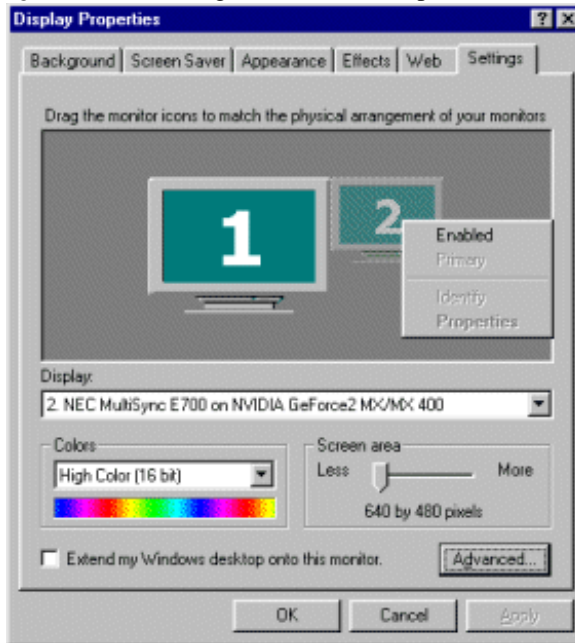 Display Properties
Background Screen Saver Appearance Effects Web Settings
Drag the monitor icons to match the physical arrangement of your monitors
1
2
Enabled
Primary
Identify
Properties
Display:
2. NEC MultiSync E700 on NVIDIA GeForce2 MX/MX 400
Colors
High Color (16 bit)
Screen area
Less More
640 by 480 pixels
Extend my Windows desktop onto this monitor.
Advanced...
OK Cancel Apply